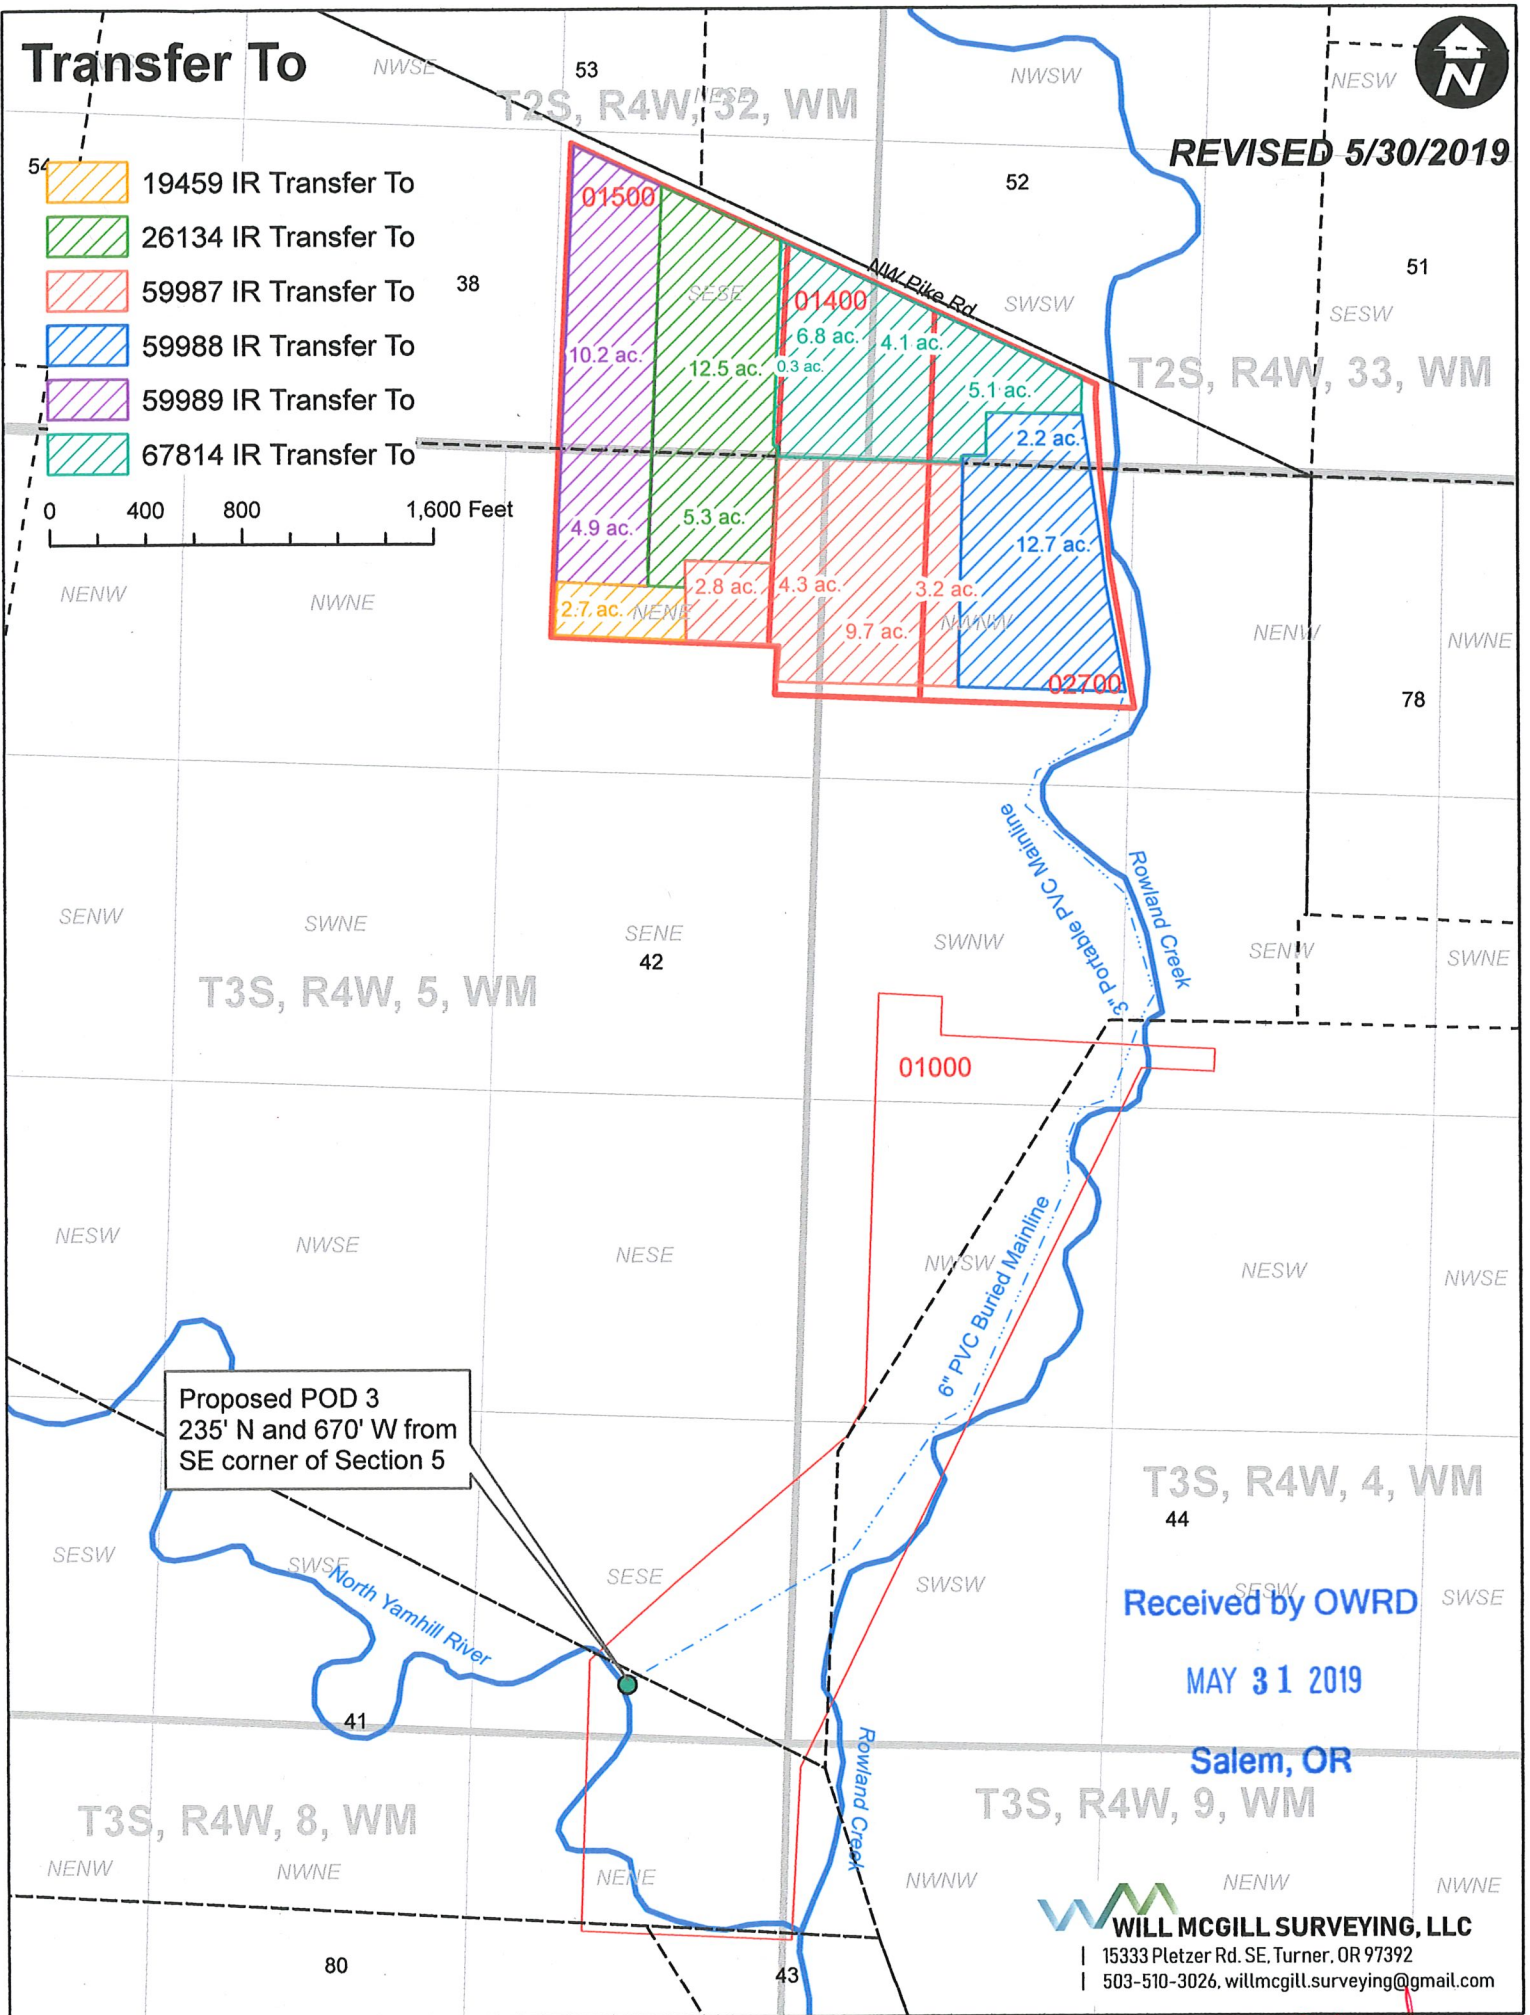 Transfer To
NWSE
53
NESE
T2S, R4W, 32, WM
NWSW
NESW
N
REVISED 5/30/2019
54
19459 IR Transfer To
26134 IR Transfer To
59987 IR Transfer To
59988 IR Transfer To
59989 IR Transfer To
67814 IR Transfer To
0 400 800 1,600 Feet
38
52
51
01500
SESE
NW Pike Rd
01400
SWSW
SESW
T2S, R4W, 33, WM
10.2 ac.
12.5 ac.
0.3 ac.
6.8 ac.
4.1 ac.
5.1 ac.
2.2 ac.
4.9 ac.
5.3 ac.
12.7 ac.
2.7 ac.
NENE
2.8 ac.
4.3 ac.
9.7 ac.
3.2 ac.
NWNW
02700
NENW
NWNE
NENW
NWNE
78
3" Portable PVC Mainline
Rowland Creek
SENW
SWNE
SENE
42
SWNW
SENW
SWNE
T3S, R4W, 5, WM
01000
NESW
NWSE
NESE
NWSW
6" PVC Buried Mainline
NESW
NWSE
Proposed POD 3
235' N and 670' W from
SE corner of Section 5
T3S, R4W, 4, WM
44
SESW
SWSE
North Yamhill River
SESE
SWSW
SESW
SWSE
Received by OWRD
MAY 31 2019
Salem, OR
41
Rowland Creek
T3S, R4W, 8, WM
T3S, R4W, 9, WM
NENW
NWNE
NENE
NWNW
NENW
NWNE
80
43
WM
WILL MCGILL SURVEYING, LLC
15333 Pletzer Rd. SE, Turner, OR 97392
503-510-3026, willmcgill.surveying@gmail.com